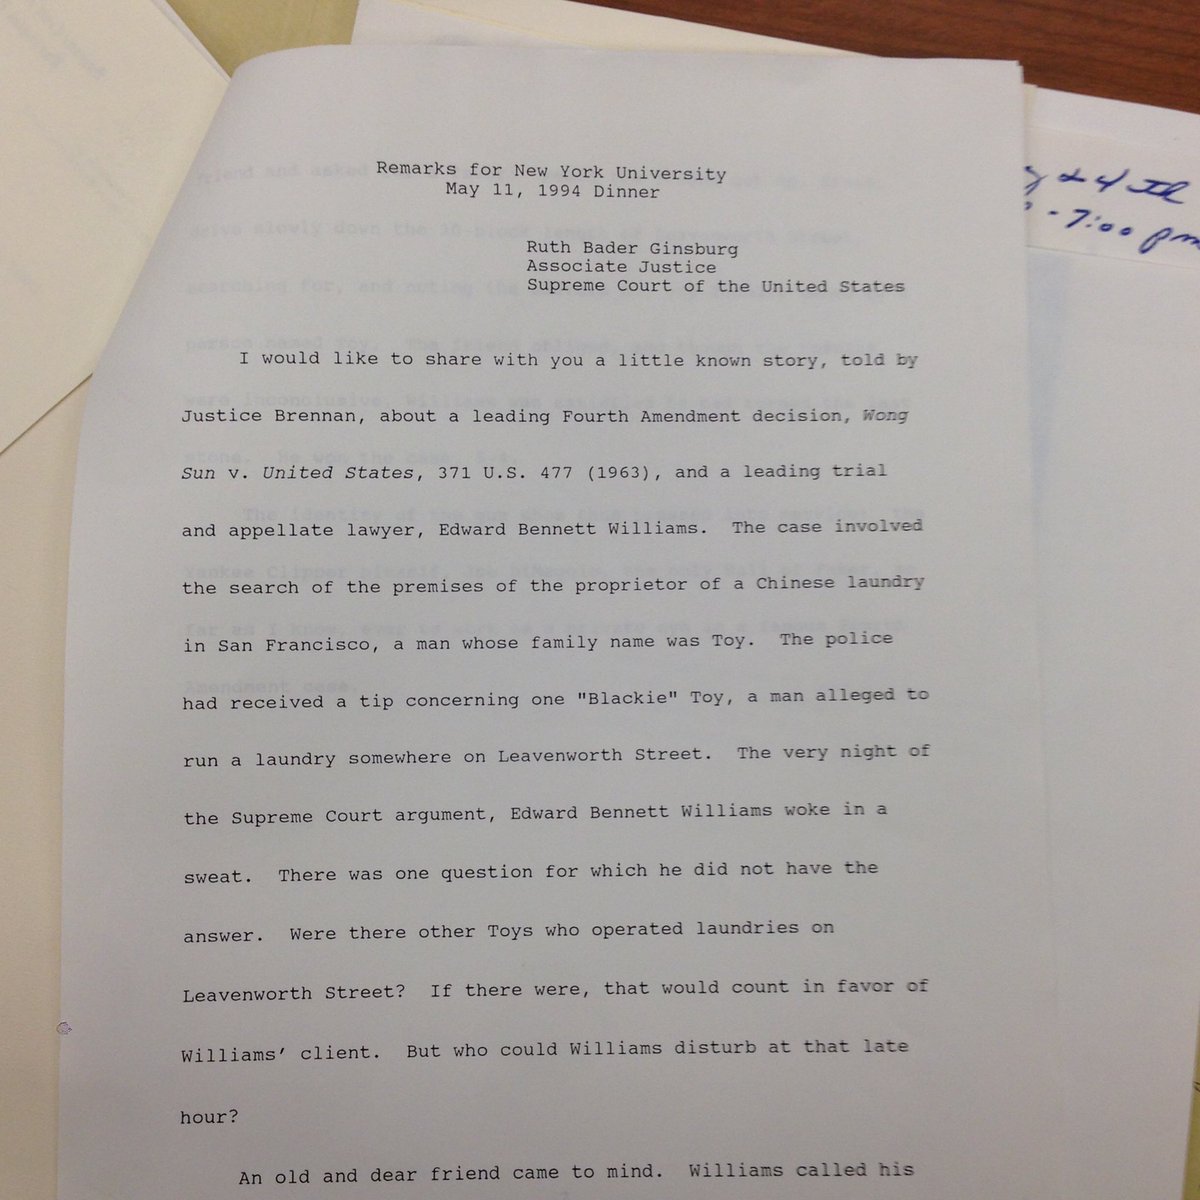 Remarks for New York University
May 11, 1994 Dinner
Ruth Bader Ginsburg
Associate Justice
Supreme Court of the United States
I would like to share with you a little known story, told by
Justice Brennan, about a leading Fourth Amendment decision, Wong
Sun v. United States, 371 U.S. 477 (1963), and a leading trial
and appellate lawyer, Edward Bennett Williams. The case involved
the search of the premises of the proprietor of a Chinese laundry
in San Francisco, a man whose family name was Toy. The police
had received a tip concerning one "Blackie" Toy, a man alleged to
run a laundry somewhere on Leavenworth Street. The very night of
the Supreme Court argument, Edward Bennett Williams woke in a
sweat. There was one question for which he did not have the
answer. Were there other Toys who operated laundries on
Leavenworth Street? If there were, that would count in favor of
Williams' client. But who could Williams disturb at that late
hour?
An old and dear friend came to mind. Williams called his
4th
- 7:00 pm